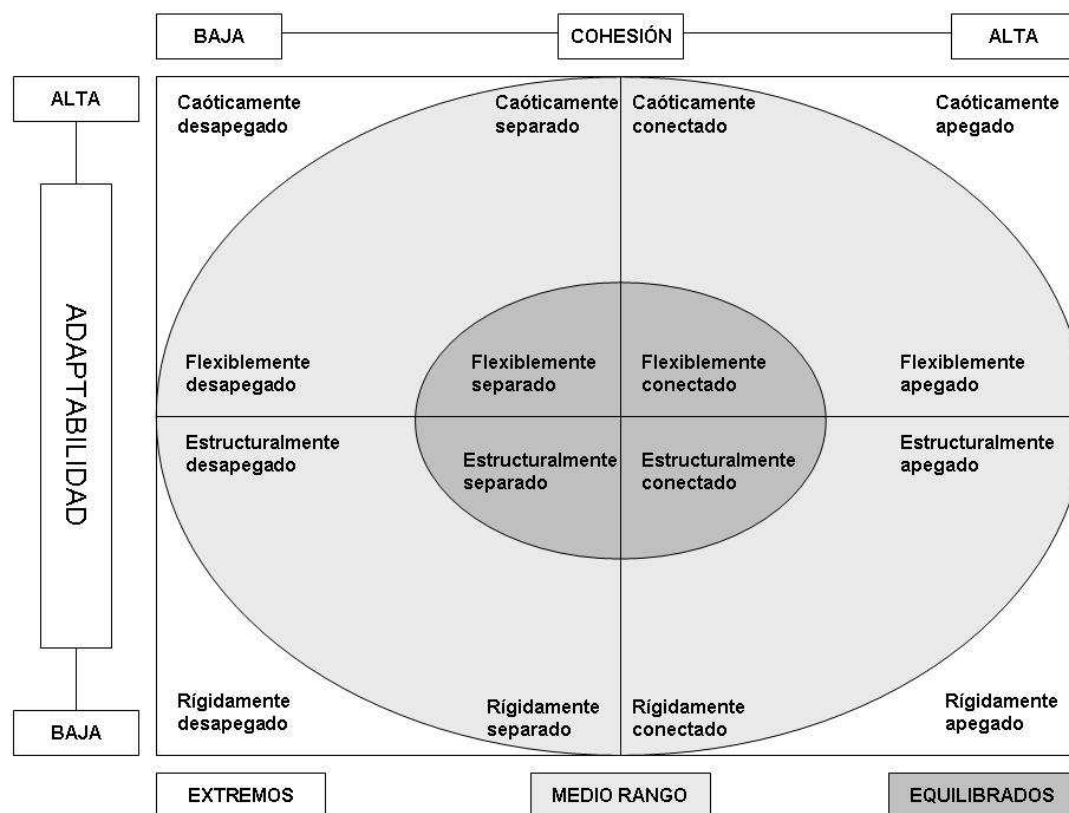 BAJA
COHESIÓN
ALTA
ALTA
ADAPTABILIDAD
BAJA
Caóticamente
desapegado
Caóticamente
separado
Caóticamente
conectado
Caóticamente
apegado
Flexiblemente
desapegado
Flexiblemente
separado
Flexiblemente
conectado
Flexiblemente
apegado
Estructuralmente
desapegado
Estructuralmente
separado
Estructuralmente
conectado
Estructuralmente
apegado
Rígidamente
desapegado
Rígidamente
separado
Rígidamente
conectado
Rígidamente
apegado
EXTREMOS
MEDIO RANGO
EQUILIBRADOS